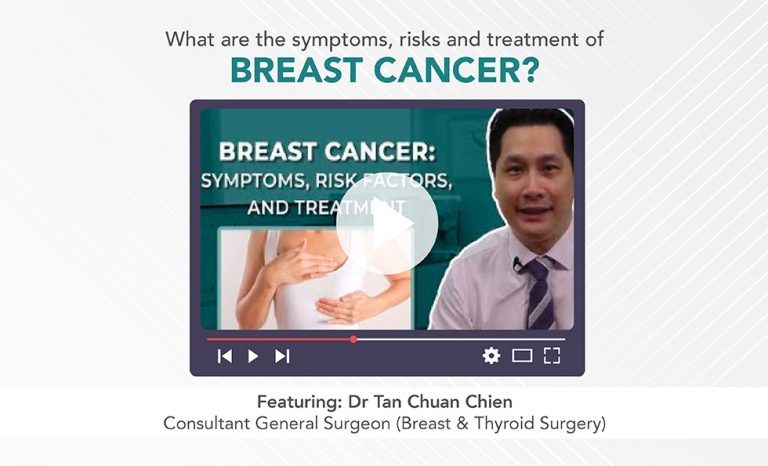 What are the symptoms, risks and treatment of
BREAST CANCER?
BREAST CANCER:
SYMPTOMS, RISK FACTORS,
AND TREATMENT
Featuring: Dr Tan Chuan Chien
Consultant General Surgeon (Breast & Thyroid Surgery)